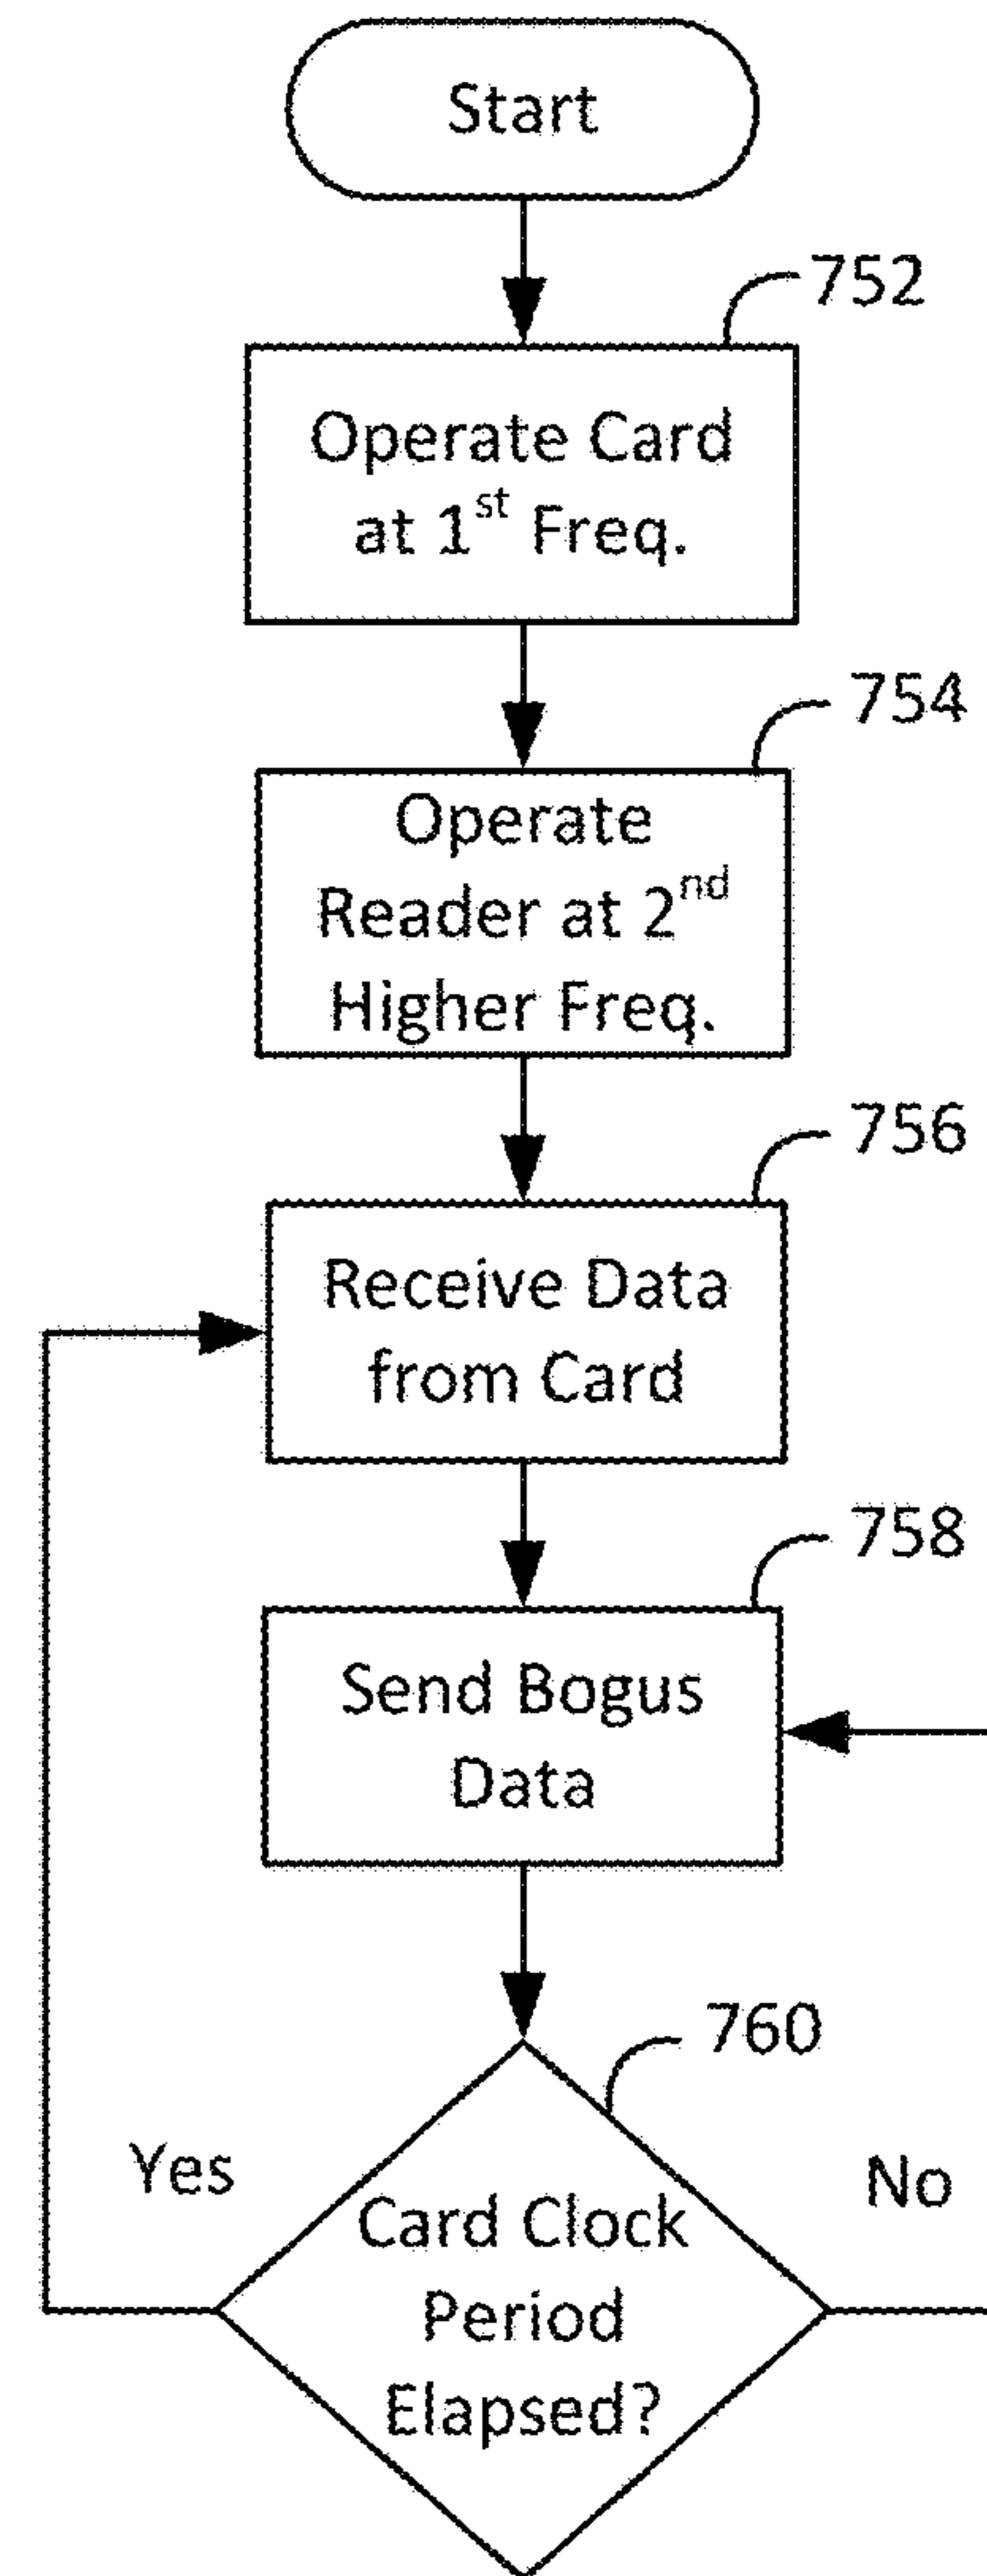 Start
752
Operate Card
at 1st Freq.
754
Operate
Reader at 2nd
Higher Freq.
756
Receive Data
from Card
758
Send Bogus
Data
760
Yes
No
Card Clock
Period
Elapsed?